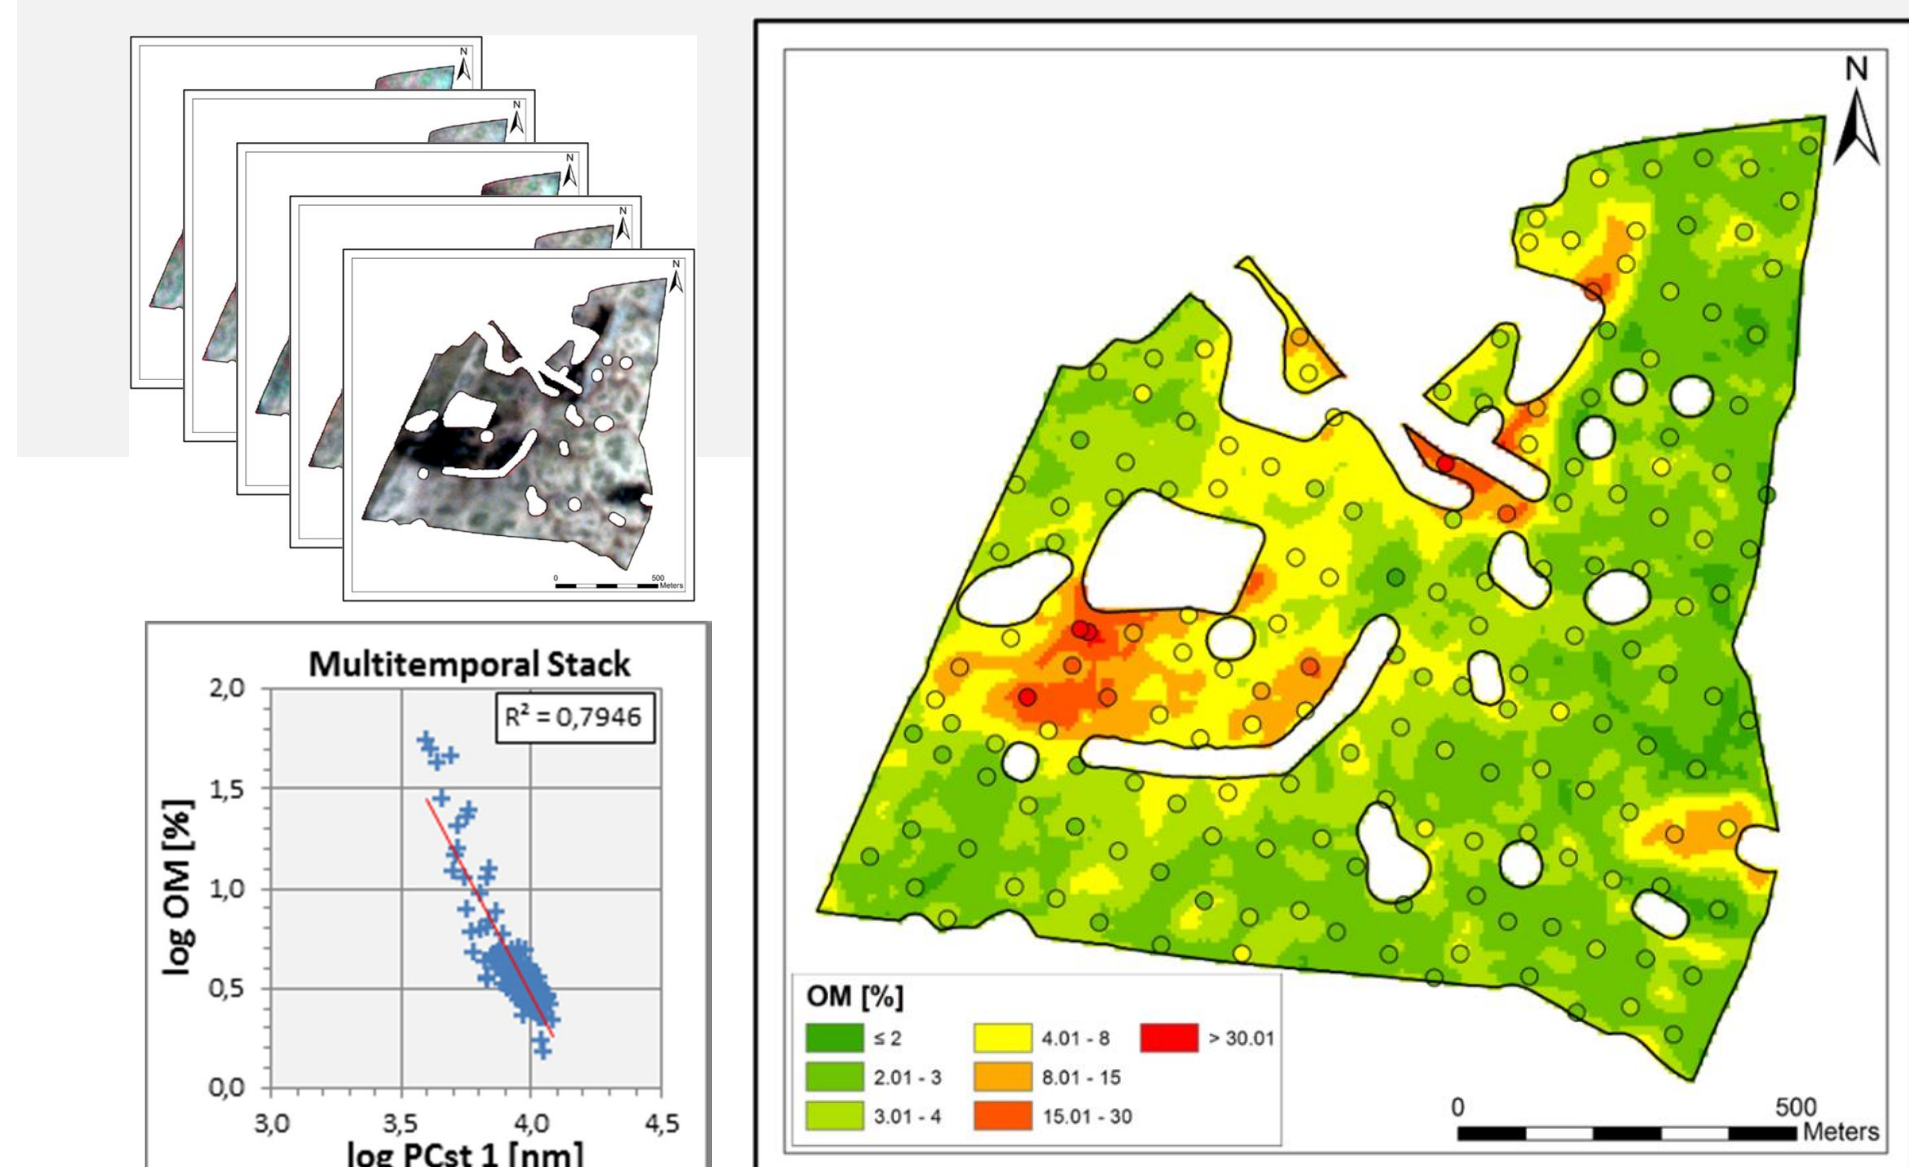 N
N
N
N
N
0
500
Meters
Multitemporal Stack
R² = 0,7946
log OM [%]
2,0
1,5
1,0
0,5
0,0
3,0
3,5
4,0
4,5
log PCst 1 [nm]
N
OM [%]
≤ 2
4.01 - 8
> 30.01
2.01 - 3
8.01 - 15
3.01 - 4
15.01 - 30
0
500
Meters